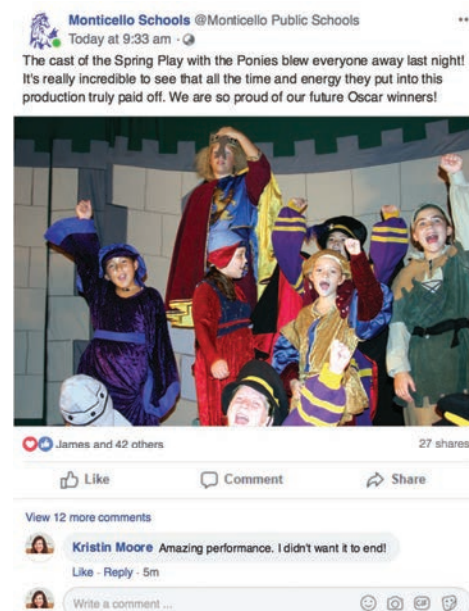 Monticello Schools @Monticello Public Schools
Today at 9:33 am
The cast of the Spring Play with the Ponies blew everyone away last night!
It's really incredible to see that all the time and energy they put into this
production truly paid off. We are so proud of our future Oscar winners!
James and 42 others 27 shares
Like Comment Share
View 12 more comments
Kristin Moore Amazing performance. I didn't want it to end!
Like · Reply · 5m
Write a comment ... GIF